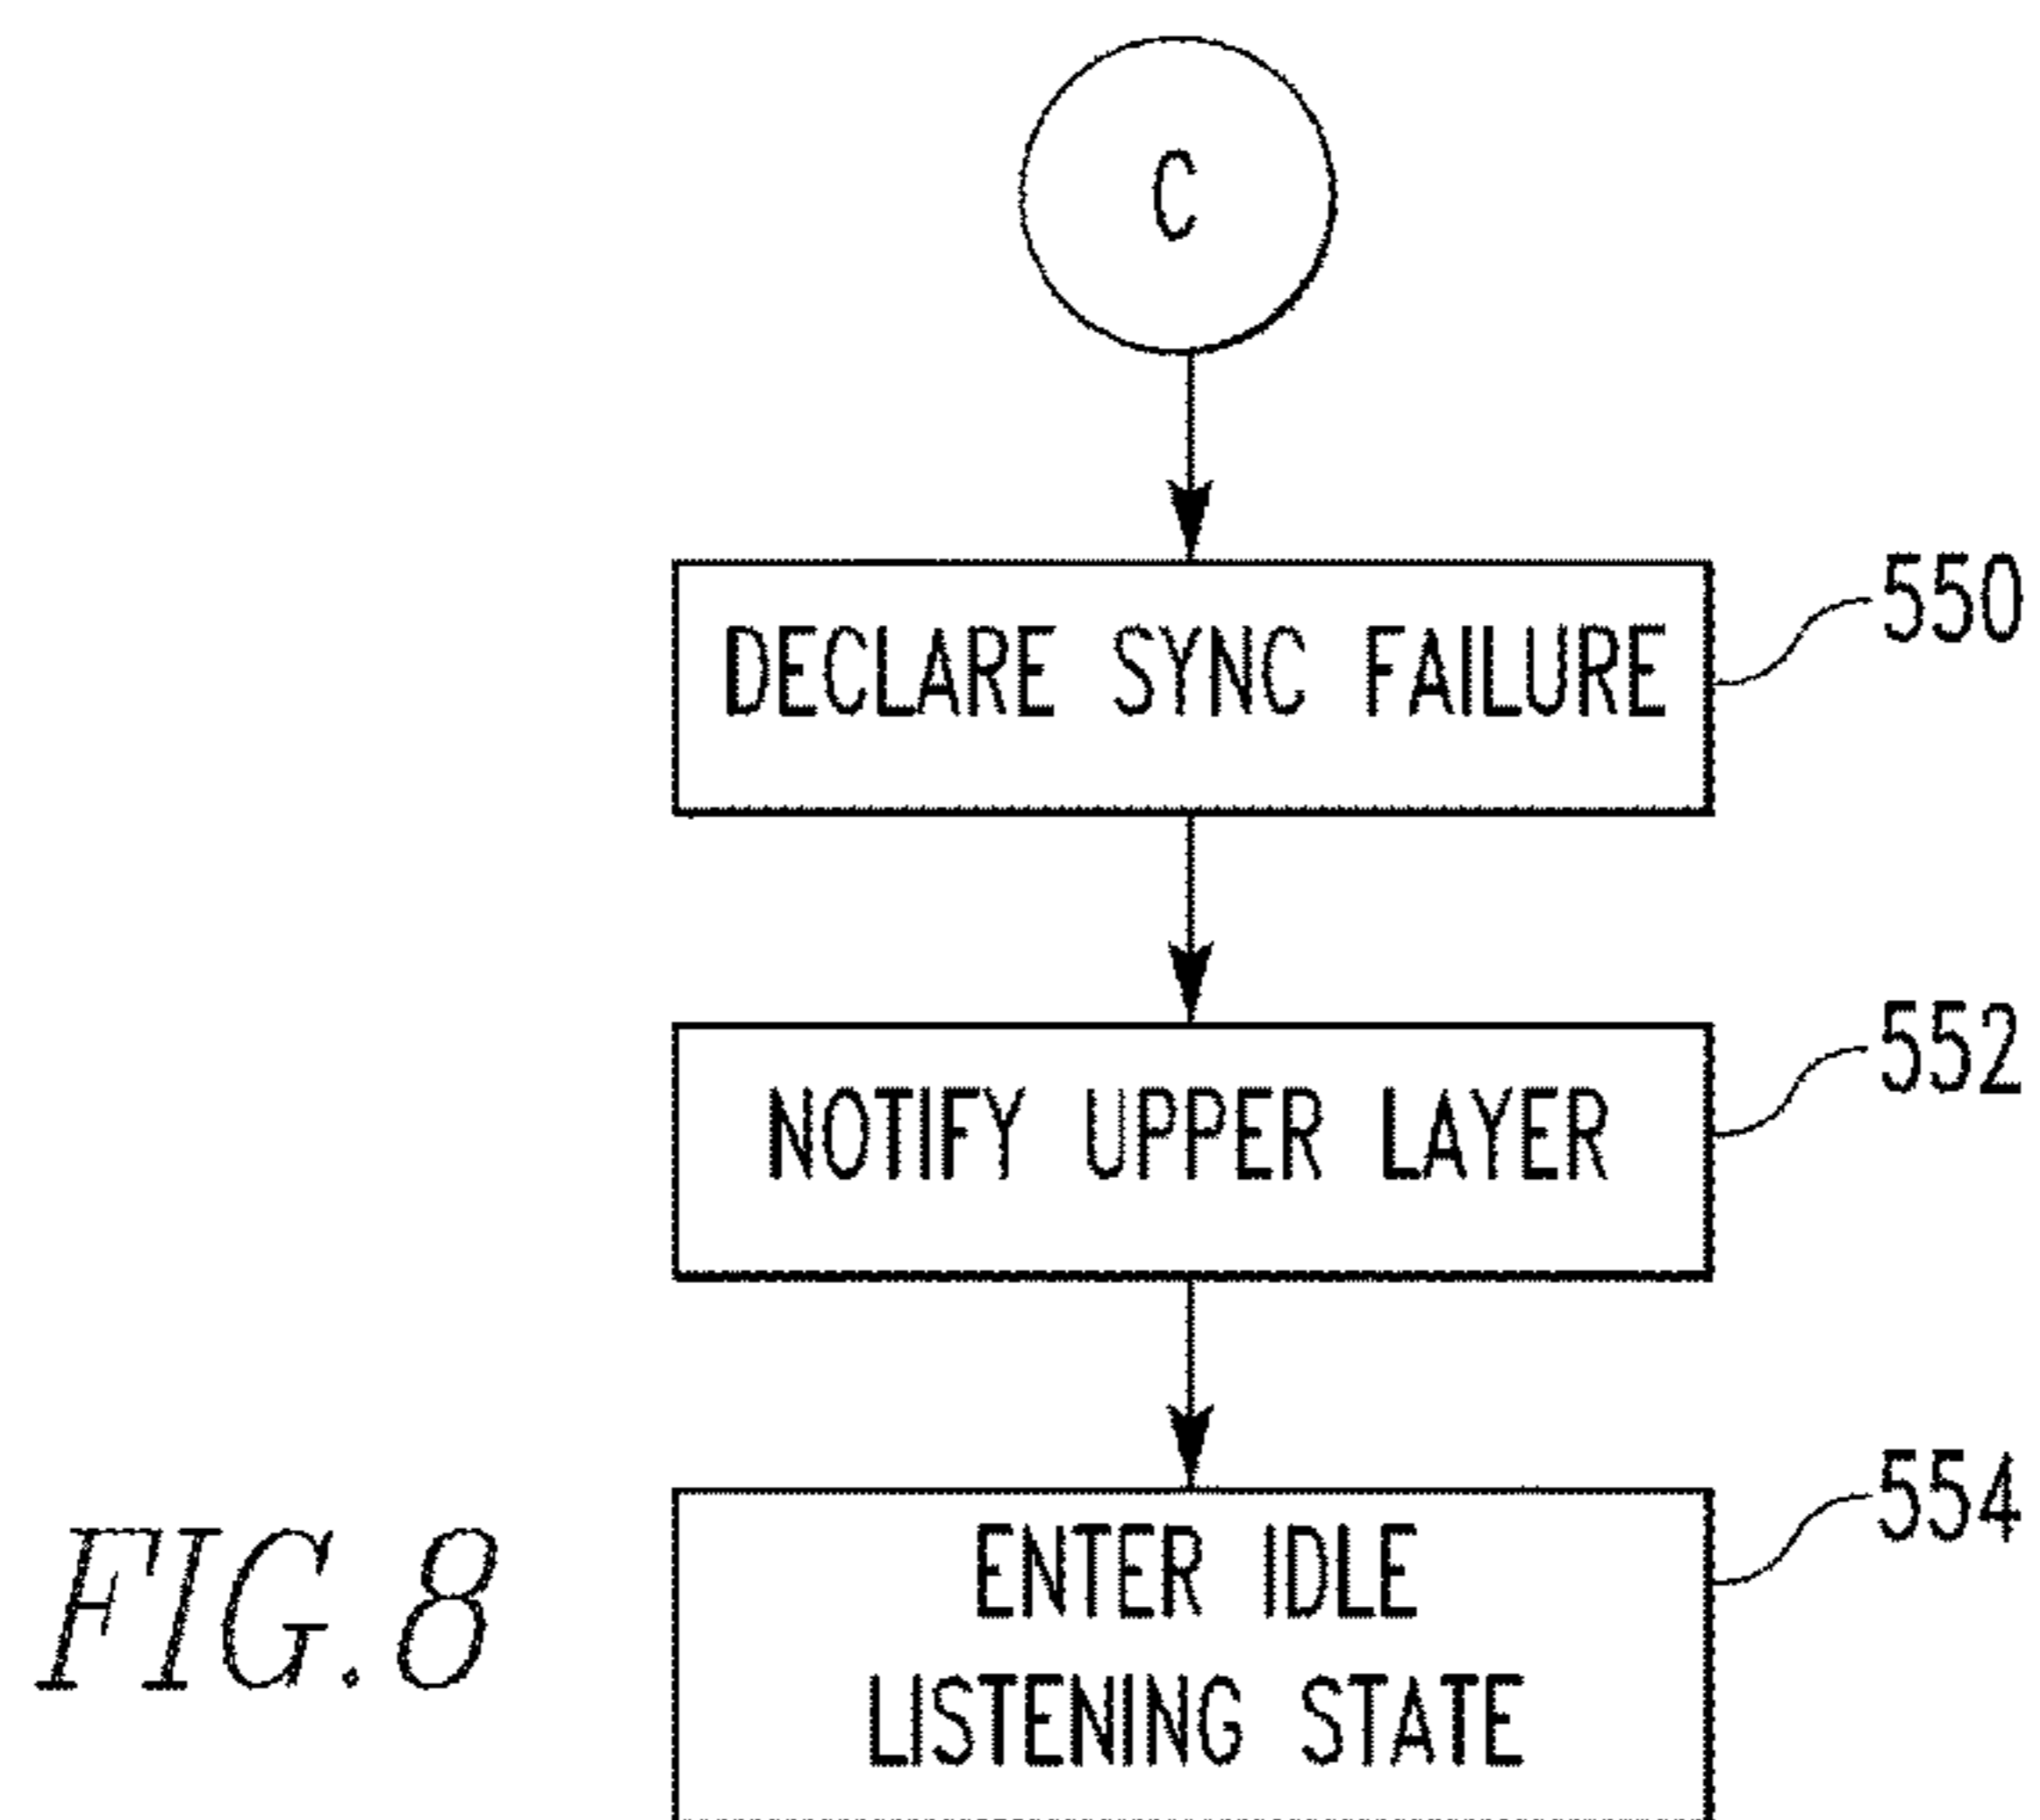 C
DECLARE SYNC FAILURE
550
NOTIFY UPPER LAYER
552
ENTER IDLE
LISTENING STATE
554
FIG.8